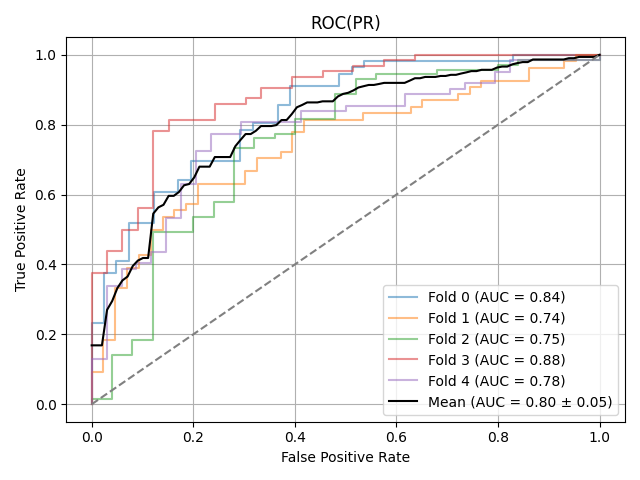 ROC(PR)
1.0
0.8
0.6
0.4
0.2
0.0
True Positive Rate
Fold 0 (AUC = 0.84)
Fold 1 (AUC = 0.74)
Fold 2 (AUC = 0.75)
Fold 3 (AUC = 0.88)
Fold 4 (AUC = 0.78)
Mean (AUC = 0.80 ± 0.05)
0.0 0.2 0.4 0.6 0.8 1.0
False Positive Rate